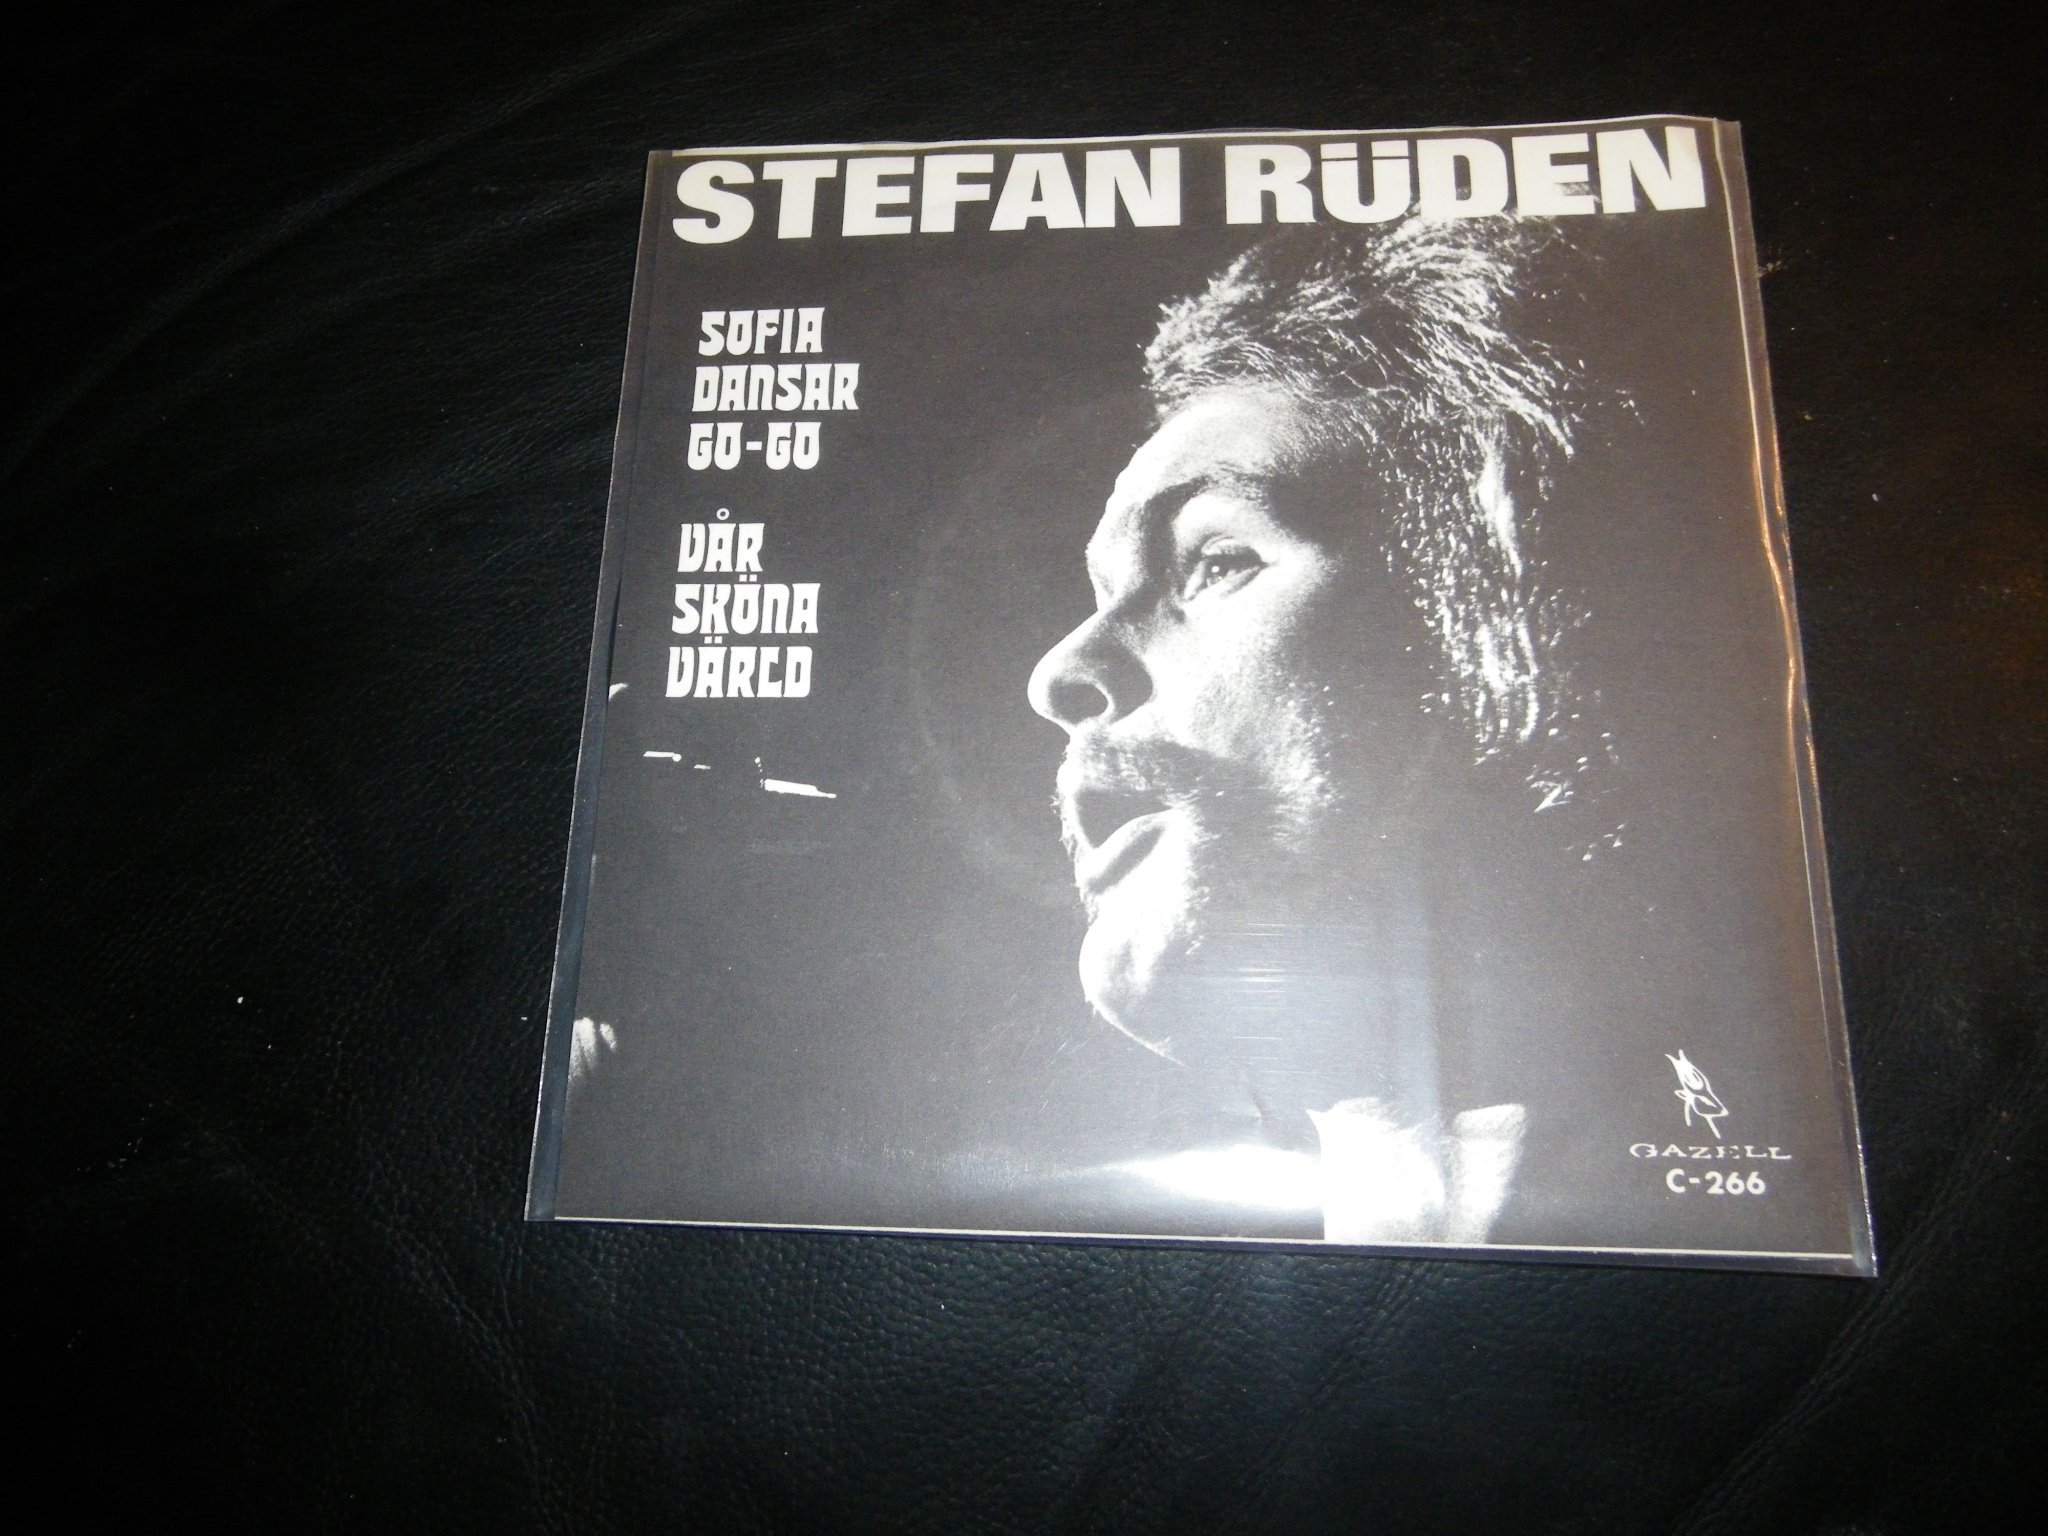 STEFAN RÜDEN
SOFIA
DANSAR
GO-GO
VÅR
SKÖNA
VÄRLD
GAZELL
C-266